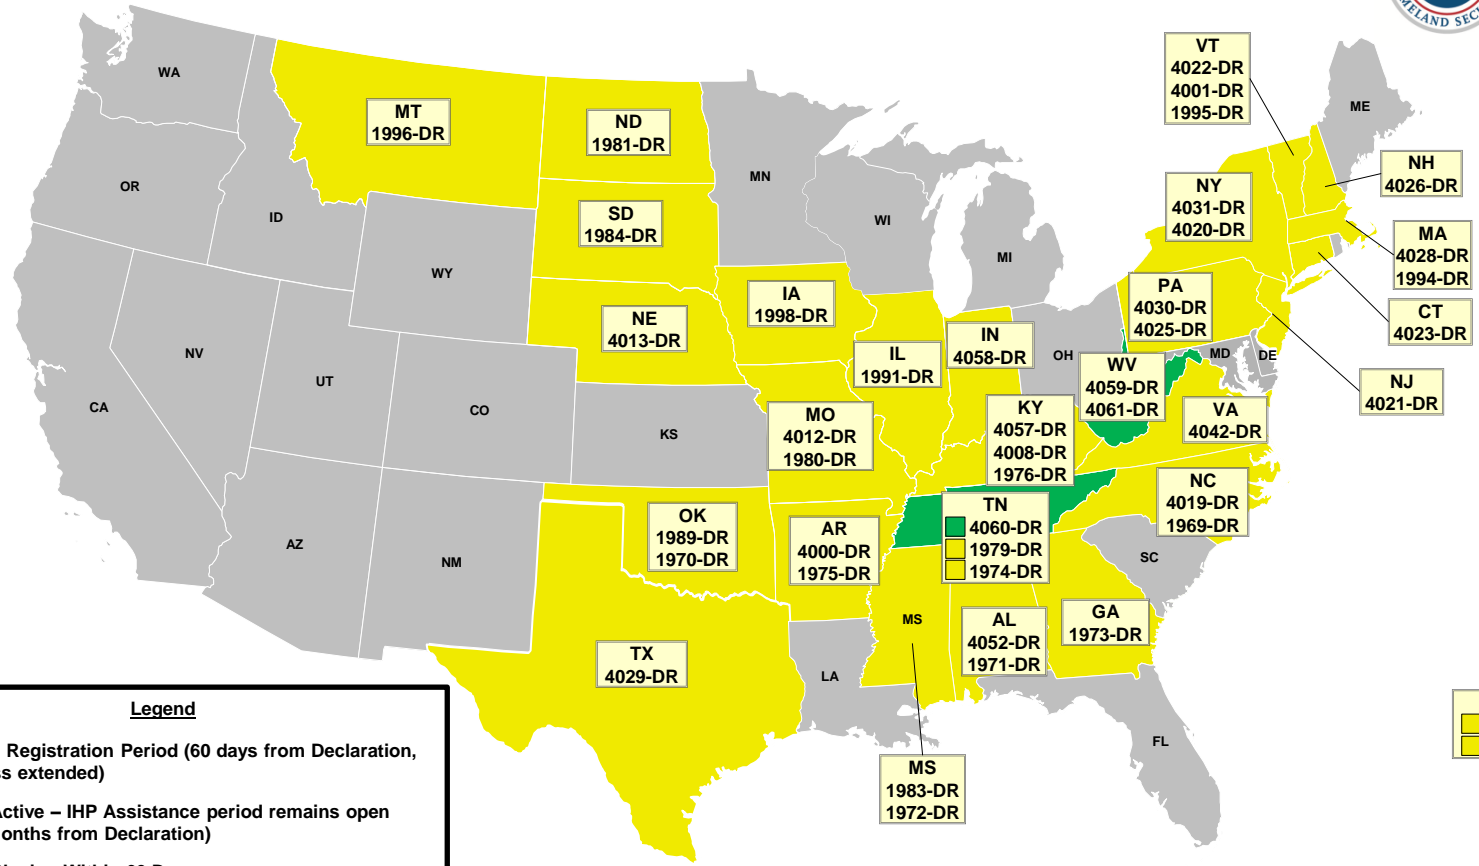 MELAND SEC
WA
MT
1996-DR
ND
1981-DR
MN
VT
4022-DR
4001-DR
1995-DR
ME
OR
ID
SD
1984-DR
WI
NY
4031-DR
4020-DR
NH
4026-DR
WY
MI
MA
4028-DR
1994-DR
NE
4013-DR
IA
1998-DR
PA
4030-DR
4025-DR
CT
4023-DR
NV
UT
IL
1991-DR
IN
4058-DR
OH
WV
4059-DR
4061-DR
MD
DE
NJ
4021-DR
CA
CO
KS
MO
4012-DR
1980-DR
KY
4057-DR
4008-DR
1976-DR
VA
4042-DR
AZ
NM
OK
1989-DR
1970-DR
AR
4000-DR
1975-DR
TN
4060-DR
1979-DR
1974-DR
NC
4019-DR
1969-DR
SC
TX
4029-DR
LA
MS
AL
4052-DR
1971-DR
GA
1973-DR
FL
MS
1983-DR
1972-DR
Legend
Registration Period (60 days from Declaration,
s extended)
ctive – IHP Assistance period remains open
onths from Declaration)